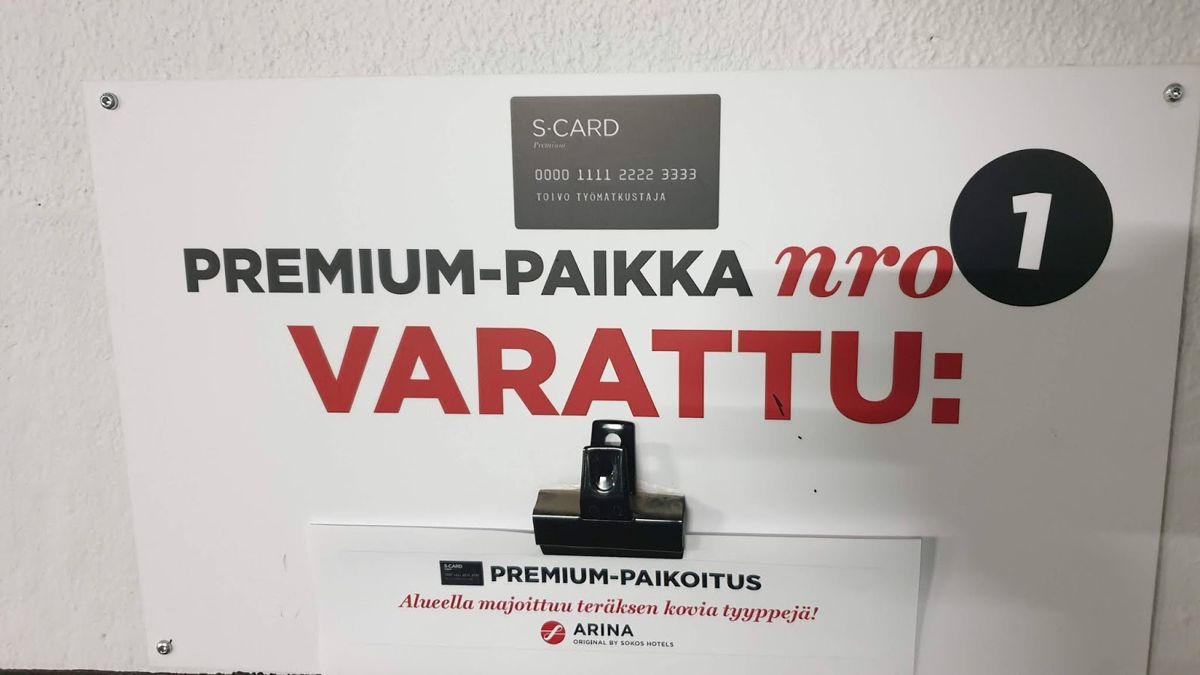 S-CARD
Premium
0000 1111 2222 3333
TOIVO TYÖMATKUSTAJA
PREMIUM-PAIKKA nro 1
VARATTU:
S-CARD
PREMIUM-PAIKOITUS
Alueella majoittuu teräksen kovia tyyppejä!
ARINA
ORIGINAL BY SOKOS HOTELS